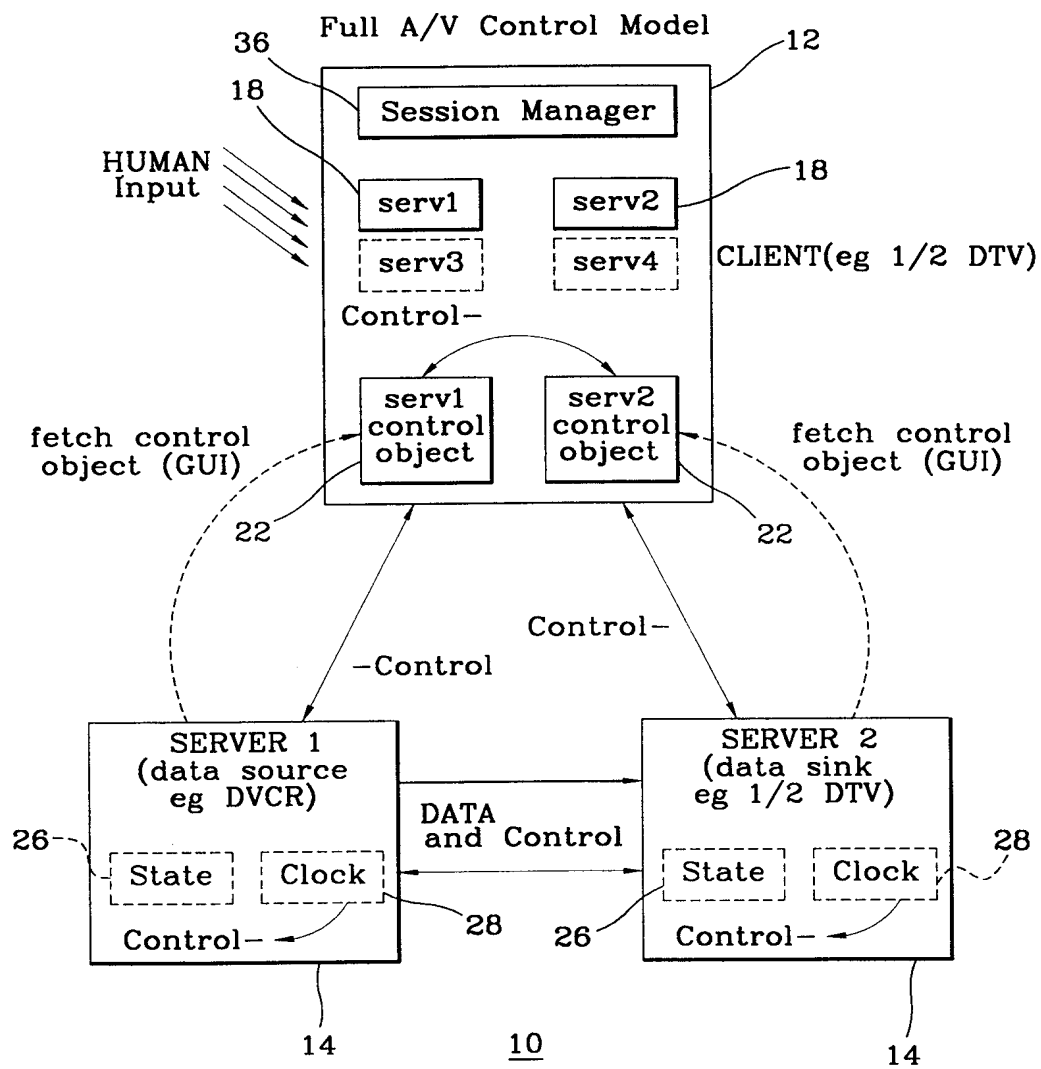 Full A/V Control Model
36
12
Session Manager
18
HUMAN
Input
18
serv1
serv2
serv3
serv4
CLIENT(eg 1/2 DTV)
Control-
serv1
control
object
serv2
control
object
fetch control
object (GUI)
fetch control
object (GUI)
22
22
Control-
-Control
SERVER 1
(data source
eg DVCR)
SERVER 2
(data sink
eg 1/2 DTV)
DATA
and Control
26
State
Clock
28
Control-
State
Clock
28
26
Control-
14
10
14